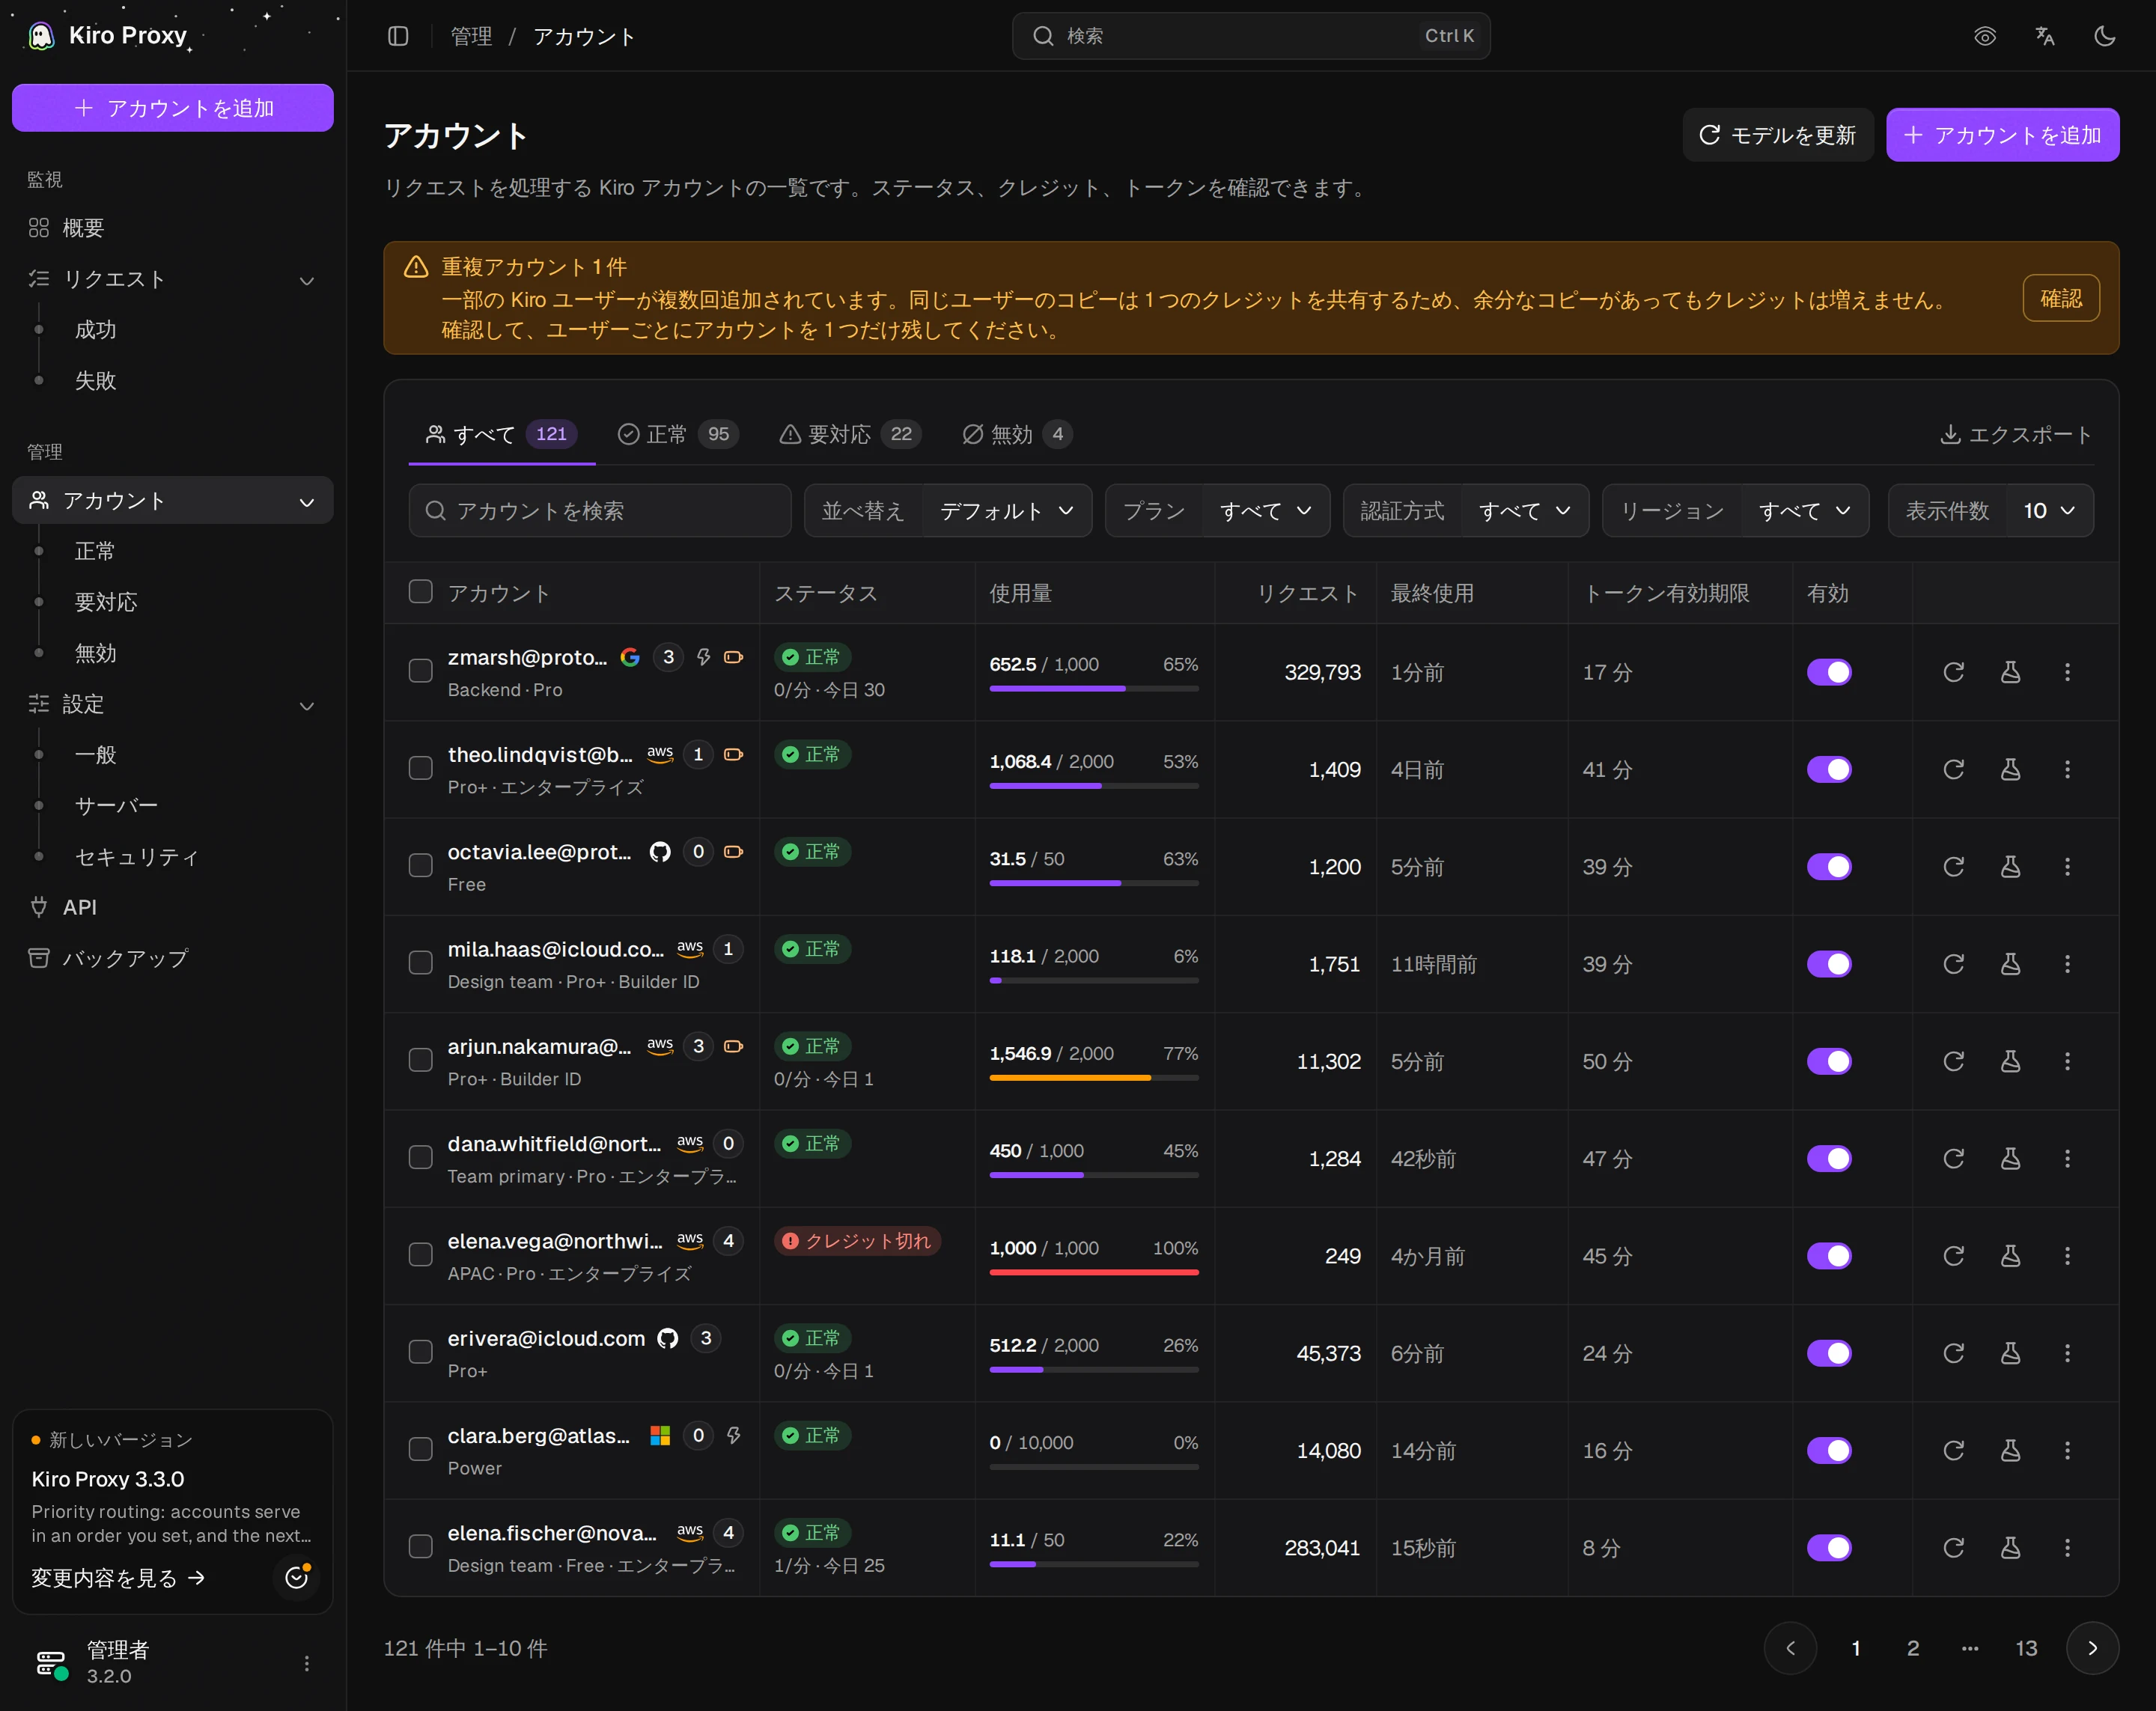 Kiro Proxy
アカウントを追加
監視
概要
リクエスト
成功
失敗
管理
アカウント
正常
要対応
無効
設定
一般
サーバー
セキュリティ
API
バックアップ
新しいバージョン
Kiro Proxy 3.3.0
Priority routing: accounts serve
in an order you set, and the next...
変更内容を見る →
管理者
3.2.0
管理 / アカウント
検索 Ctrl K
アカウント
リクエストを処理する Kiro アカウントの一覧です。ステータス、クレジット、トークンを確認できます。
モデルを更新
アカウントを追加
重複アカウント 1 件
一部の Kiro ユーザーが複数回追加されています。同じユーザーのコピーは 1 つのクレジットを共有するため、余分なコピーがあってもクレジットは増えません。
確認して、ユーザーごとにアカウントを 1 つだけ残してください。
確認
すべて 121 正常 95 要対応 22 無効 4
エクスポート
アカウントを検索 並べ替え デフォルト プラン すべて 認証方式 すべて リージョン すべて 表示件数 10
アカウント ステータス 使用量 リクエスト 最終使用 トークン有効期限 有効
zmarsh@proto... 3 正常 652.5 / 1,000 65% 329,793 1分前 17 分
Backend · Pro 0/分 · 今日 30
theo.lindqvist@b... aws 1 正常 1,068.4 / 2,000 53% 1,409 4日前 41 分
Pro+ · エンタープライズ
octavia.lee@prot... 0 正常 31.5 / 50 63% 1,200 5分前 39 分
Free
mila.haas@icloud.co... aws 1 正常 118.1 / 2,000 6% 1,751 11時間前 39 分
Design team · Pro+ · Builder ID
arjun.nakamura@... aws 3 正常 1,546.9 / 2,000 77% 11,302 5分前 50 分
Pro+ · Builder ID 0/分 · 今日 1
dana.whitfield@nort... aws 0 正常 450 / 1,000 45% 1,284 42秒前 47 分
Team primary · Pro · エンタープラ...
elena.vega@northwi... aws 4 クレジット切れ 1,000 / 1,000 100% 249 4か月前 45 分
APAC · Pro · エンタープライズ
erivera@icloud.com 3 正常 512.2 / 2,000 26% 45,373 6分前 24 分
Pro+ 0/分 · 今日 1
clara.berg@atlas... 0 正常 0 / 10,000 0% 14,080 14分前 16 分
Power
elena.fischer@nova... aws 4 正常 11.1 / 50 22% 283,041 15秒前 8 分
Design team · Free · エンタープラ... 1/分 · 今日 25
121 件中 1–10 件
1 2 ... 13